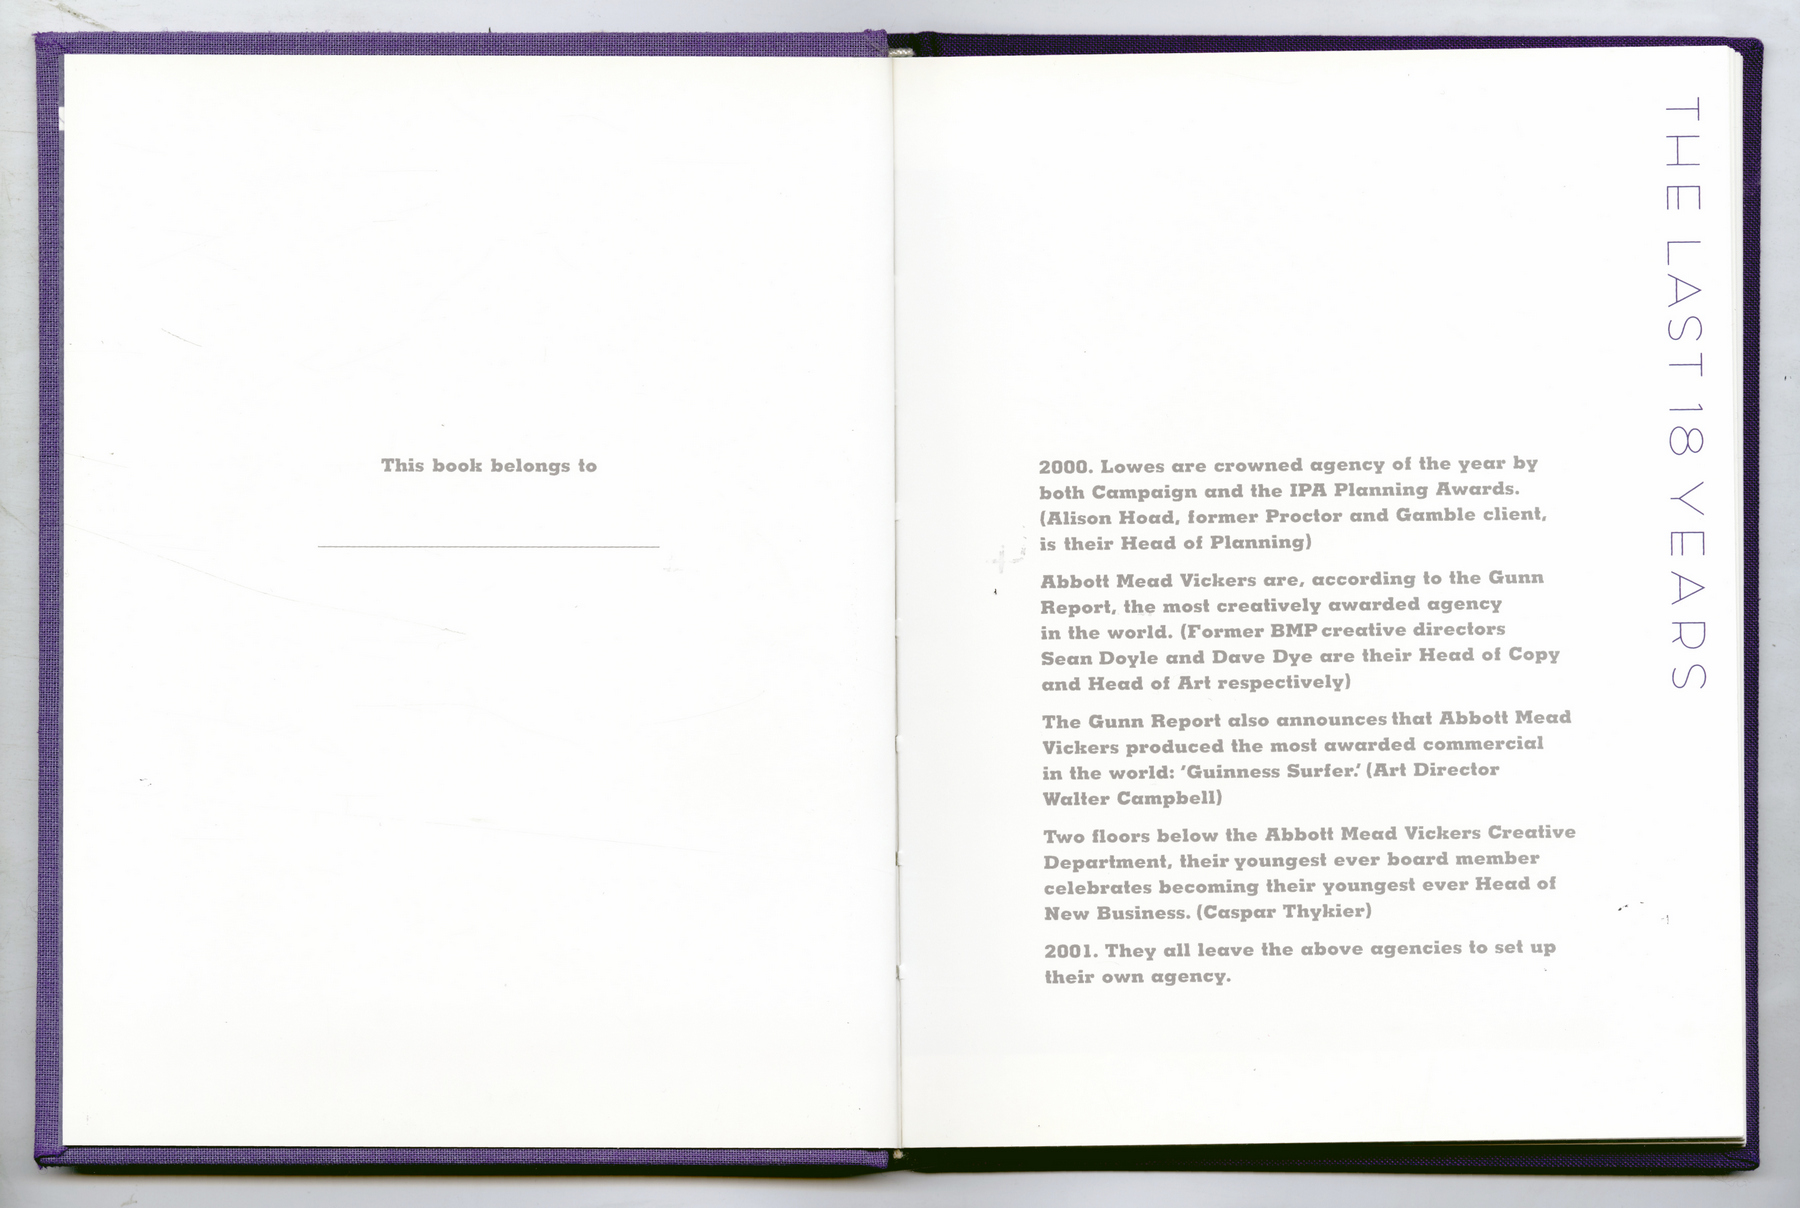 This book belongs to
THE LAST 18 YEARS
2000. Lowes are crowned agency of the year by
both Campaign and the IPA Planning Awards.
(Alison Hoad, former Proctor and Gamble client,
is their Head of Planning)
Abbott Mead Vickers are, according to the Gunn
Report, the most creatively awarded agency
in the world. (Former BMP creative directors
Sean Doyle and Dave Dye are their Head of Copy
and Head of Art respectively)
The Gunn Report also announces that Abbott Mead
Vickers produced the most awarded commercial
in the world: 'Guinness Surfer.' (Art Director
Walter Campbell)
Two floors below the Abbott Mead Vickers Creative
Department, their youngest ever board member
celebrates becoming their youngest ever Head of
New Business. (Caspar Thykier)
2001. They all leave the above agencies to set up
their own agency.